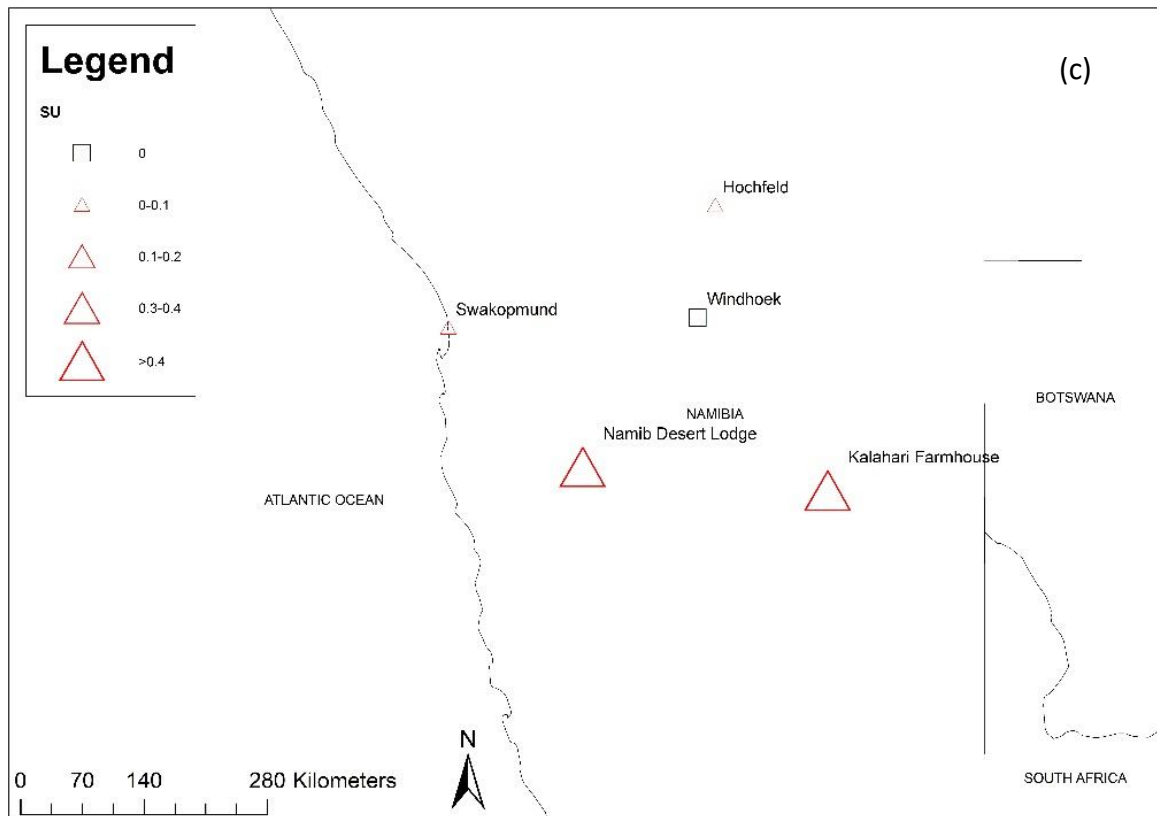 Legend
SU
0
0-0.1
0.1-0.2
0.3-0.4
>0.4
(c)
Hochfeld
Windhoek
Swakopmund
NAMIBIA
Namib Desert Lodge
BOTSWANA
Kalahari Farmhouse
ATLANTIC OCEAN
N
0 70 140 280 Kilometers
SOUTH AFRICA